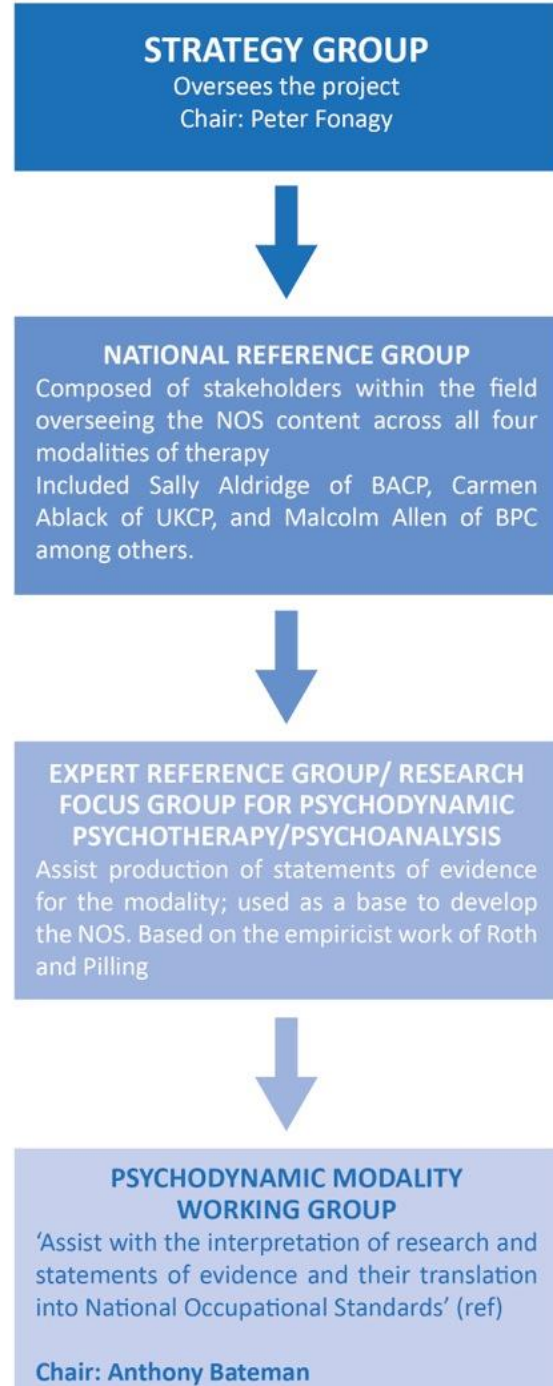 STRATEGY GROUP
Oversees the project
Chair: Peter Fonagy
NATIONAL REFERENCE GROUP
Composed of stakeholders within the field
overseeing the NOS content across all four
modalities of therapy
Included Sally Aldridge of BACP, Carmen
Ablack of UKCP, and Malcolm Allen of BPC
among others.
EXPERT REFERENCE GROUP/ RESEARCH
FOCUS GROUP FOR PSYCHODYNAMIC
PSYCHOTHERAPY/PSYCHOANALYSIS
Assist production of statements of evidence
for the modality; used as a base to develop
the NOS. Based on the empiricist work of Roth
and Pilling
PSYCHODYNAMIC MODALITY
WORKING GROUP
‘Assist with the interpretation of research and
statements of evidence and their translation
into National Occupational Standards’ (ref)
Chair: Anthony Bateman